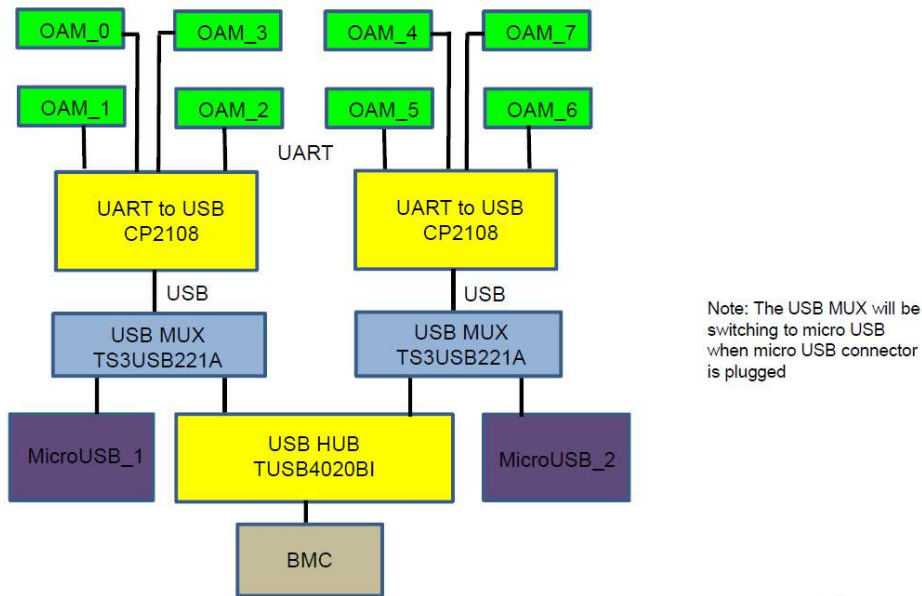 OAM_0
OAM_3
OAM_4
OAM_7
OAM_1
OAM_2
OAM_5
OAM_6
UART
UART to USB
CP2108
UART to USB
CP2108
USB
USB
USB MUX
TS3USB221A
USB MUX
TS3USB221A
Note: The USB MUX will be
switching to micro USB
when micro USB connector
is plugged
MicroUSB_1
USB HUB
TUSB4020BI
MicroUSB_2
BMC